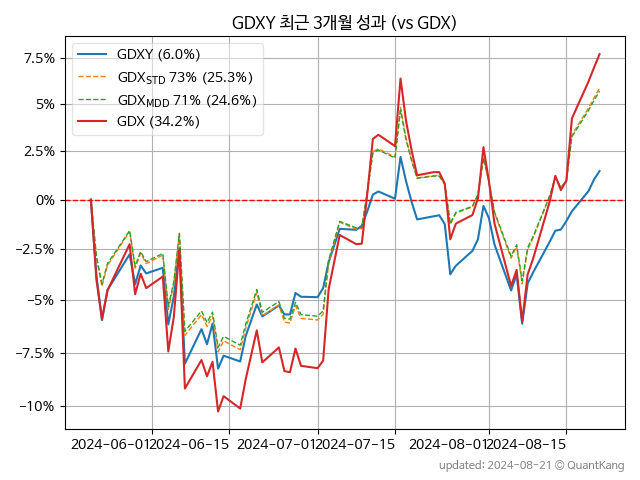 GDXY 최근 3개월 성과 (vs GDX)
GDXY (6.0%)
GDX_STD 73% (25.3%)
GDX_MDD 71% (24.6%)
GDX (34.2%)
7.5%
5%
2.5%
0%
−2.5%
−5%
−7.5%
−10%
2024−06−01 2024−06−15 2024−07−01 2024−07−15 2024−08−01 2024−08−15
updated: 2024-08-21 @ QuantKang